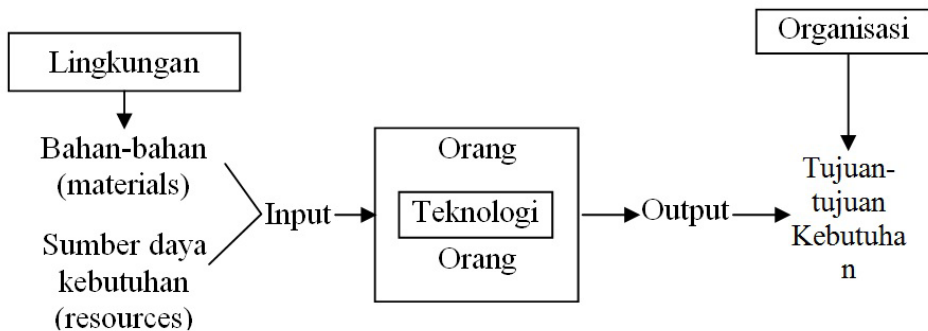 Lingkungan
Bahan-bahan
(materials)
Sumber daya
kebutuhan
(resources)
Input
Orang
Teknologi
Orang
Output
Organisasi
Tujuan-
tujuan
Kebutuha
n